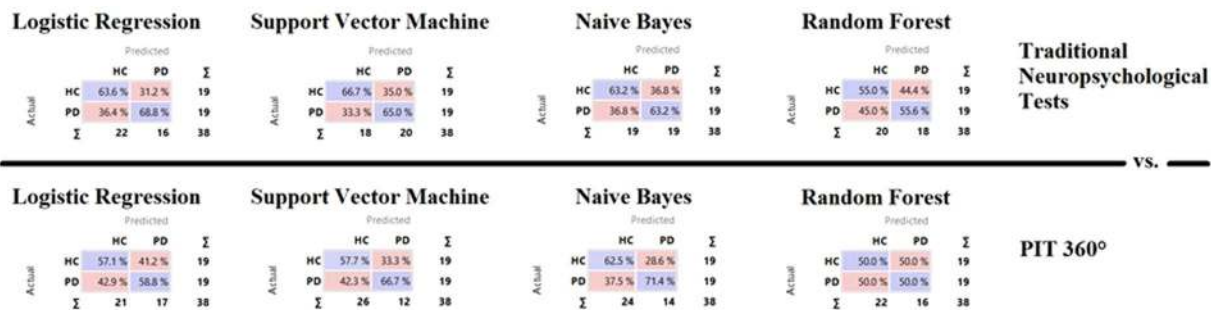 Logistic Regression Support Vector Machine Naive Bayes Random Forest
Predicted
HC PD Σ
Actual
HC 63.6 % 31.2 % 19
PD 36.4 % 68.8 % 19
Σ 22 16 38
HC PD Σ
Actual
HC 66.7 % 35.0 % 19
PD 33.3 % 65.0 % 19
Σ 18 20 38
Predicted
HC PD Σ
Actual
HC 63.2 % 36.8 % 19
PD 36.8 % 63.2 % 19
Σ 19 19 38
Predicted
HC PD Σ
Actual
HC 55.0 % 44.4 % 19
PD 45.0 % 55.6 % 19
Σ 20 18 38
Traditional
Neuropsychological
Tests
vs.
Logistic Regression Support Vector Machine Naive Bayes Random Forest
Predicted
HC PD Σ
Actual
HC 57.1 % 41.2 % 19
PD 42.9 % 58.8 % 19
Σ 21 17 38
Predicted
HC PD Σ
Actual
HC 57.7 % 33.3 % 19
PD 42.3 % 66.7 % 19
Σ 26 12 38
Predicted
HC PD Σ
Actual
HC 62.5 % 28.6 % 19
PD 37.5 % 71.4 % 19
Σ 24 14 38
Predicted
HC PD Σ
Actual
HC 50.0 % 50.0 % 19
PD 50.0 % 50.0 % 19
Σ 22 16 38
PIT 360°